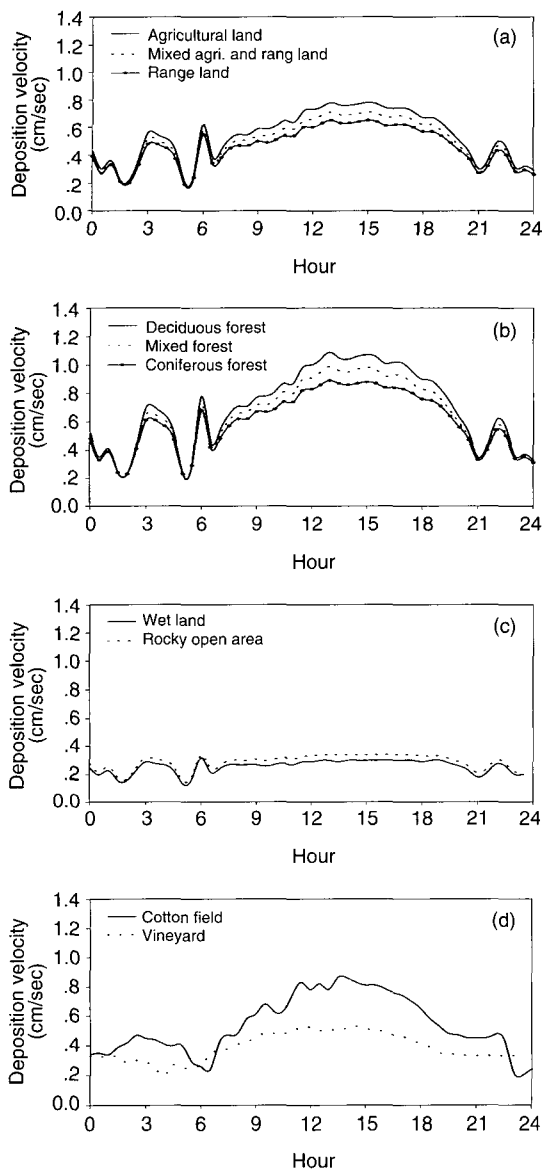 1.4
1.2
1.0
.8
.6
.4
.2
0.0
Deposition velocity
(cm/sec)
Agricultural land
Mixed agri. and rang land
Range land
(a)
0 3 6 9 12 15 18 21 24
Hour
1.4
1.2
1.0
.8
.6
.4
.2
0.0
Deposition velocity
(cm/sec)
Deciduous forest
Mixed forest
Coniferous forest
(b)
0 3 6 9 12 15 18 21 24
Hour
1.4
1.2
1.0
.8
.6
.4
.2
0.0
Deposition velocity
(cm/sec)
Wet land
Rocky open area
(c)
0 3 6 9 12 15 18 21 24
Hour
1.4
1.2
1.0
.8
.6
.4
.2
0.0
Deposition velocity
(cm/sec)
Cotton field
Vineyard
(d)
0 3 6 9 12 15 18 21 24
Hour